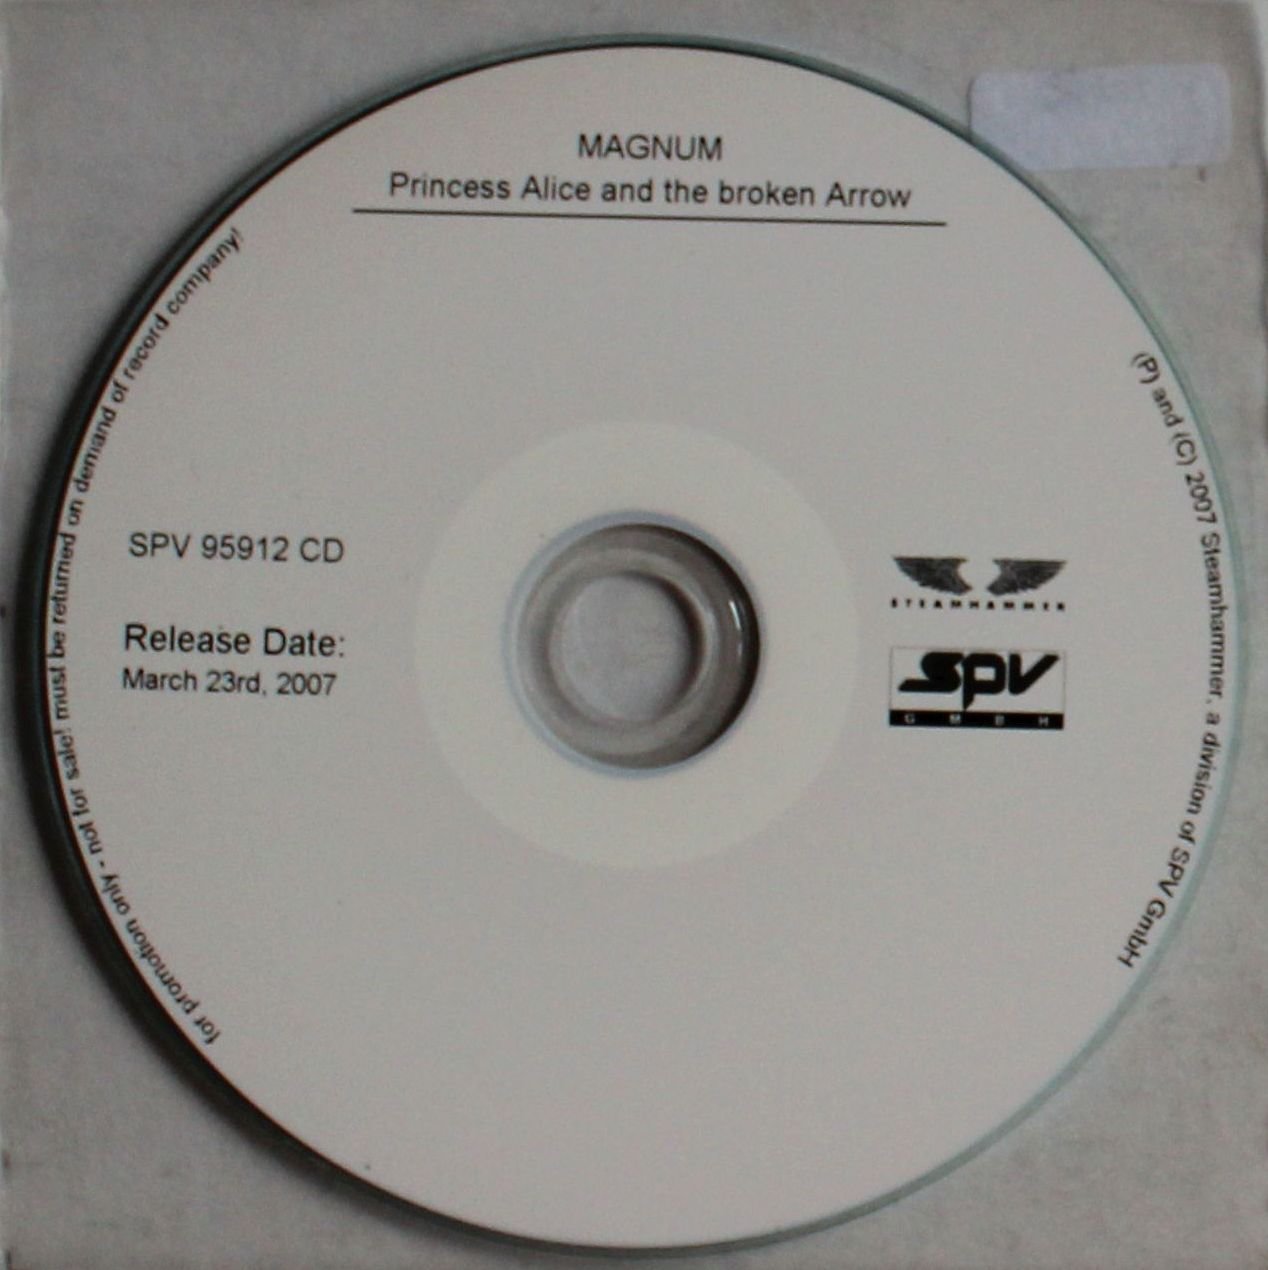 MAGNUM
Princess Alice and the broken Arrow
for promotion only - not for sale! must be returned on demand of record company!
(P) and (C) 2007 Steamhammer, a division of SPV GmbH
SPV 95912 CD
Release Date:
March 23rd, 2007
STEAMHAMMER
SPV
GMBH